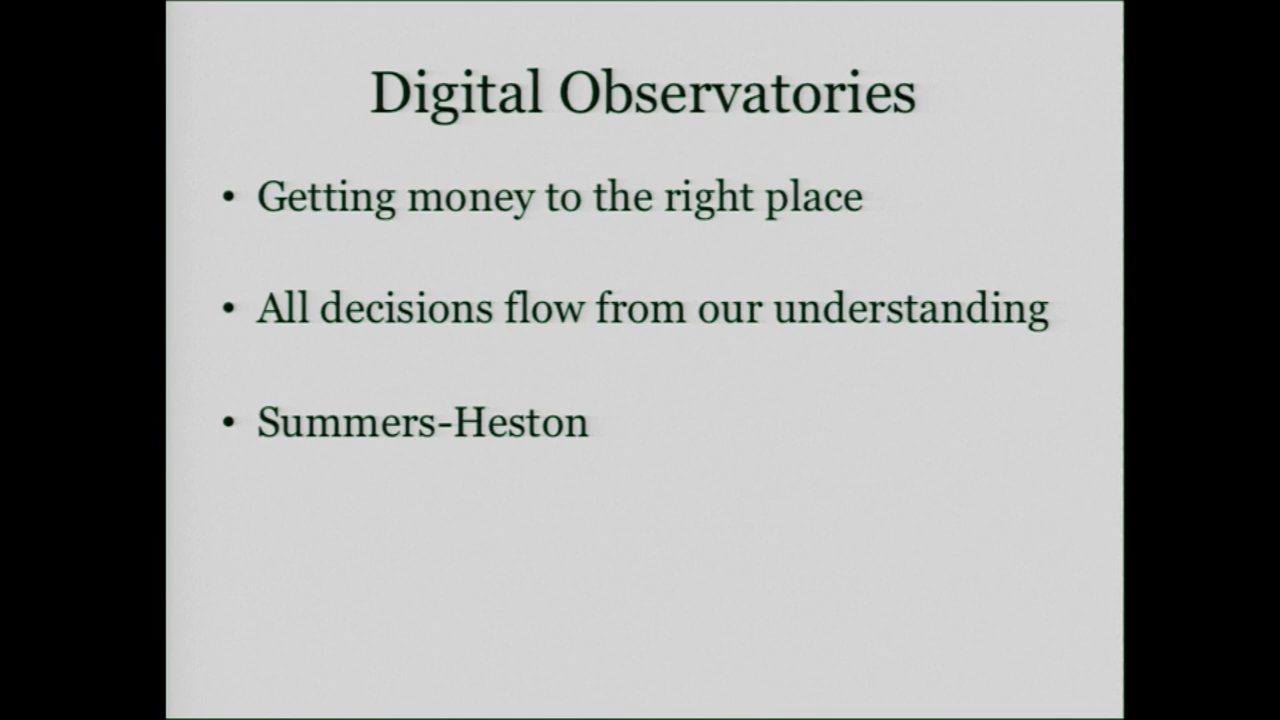 Digital Observatories
• Getting money to the right place
• All decisions flow from our understanding
• Summers-Heston